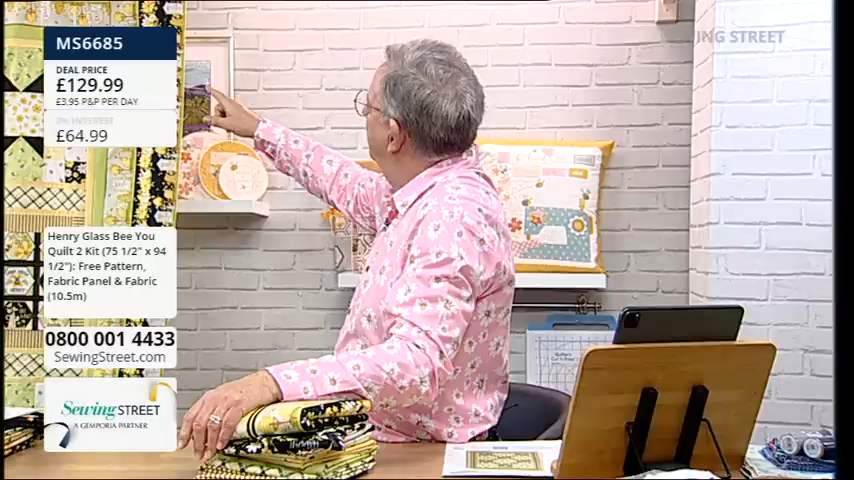 MS6685
DEAL PRICE
£129.99
£3.95 P&P PER DAY
£64.99
Henry Glass Bee You
Quilt 2 Kit (75 1/2" x 94
1/2"): Free Pattern,
Fabric Panel & Fabric
(10.5m)
0800 001 4433
SewingStreet.com
Sewing STREET
A GEMPORIA PARTNER
ING STREET